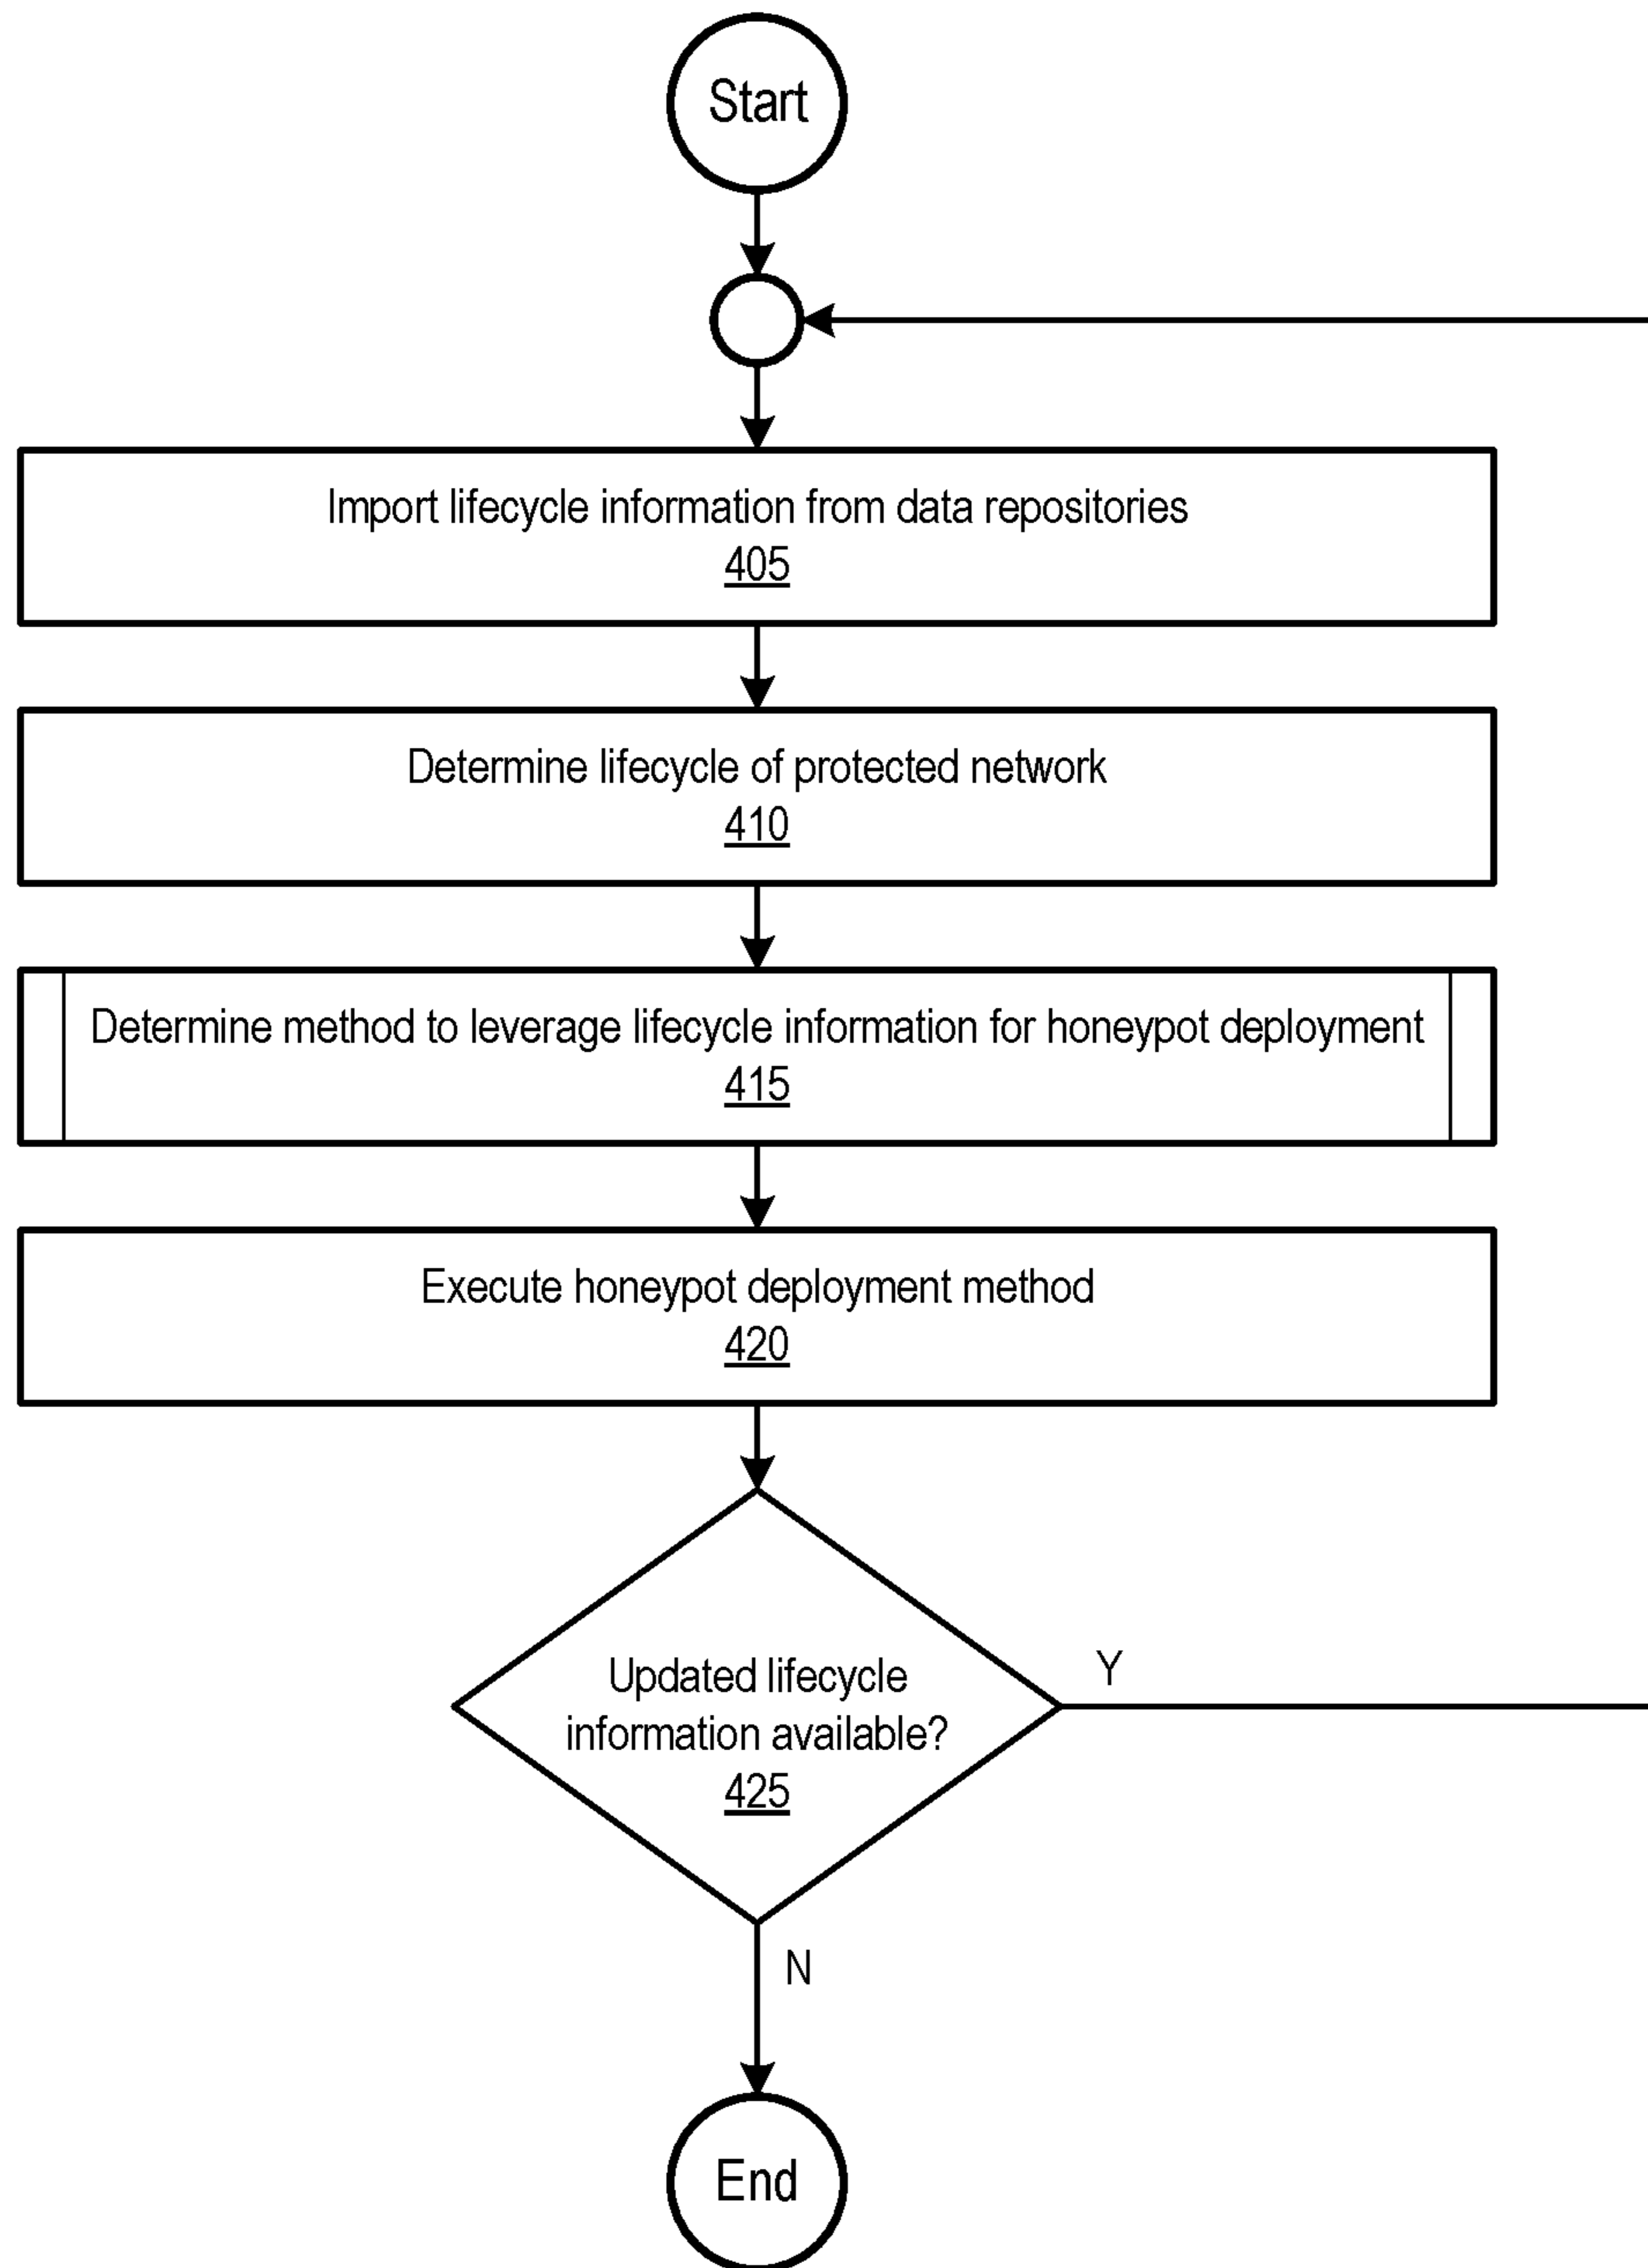 Start
Import lifecycle information from data repositories
405
Determine lifecycle of protected network
410
Determine method to leverage lifecycle information for honeypot deployment
415
Execute honeypot deployment method
420
Updated lifecycle
information available?
425
Y
N
End